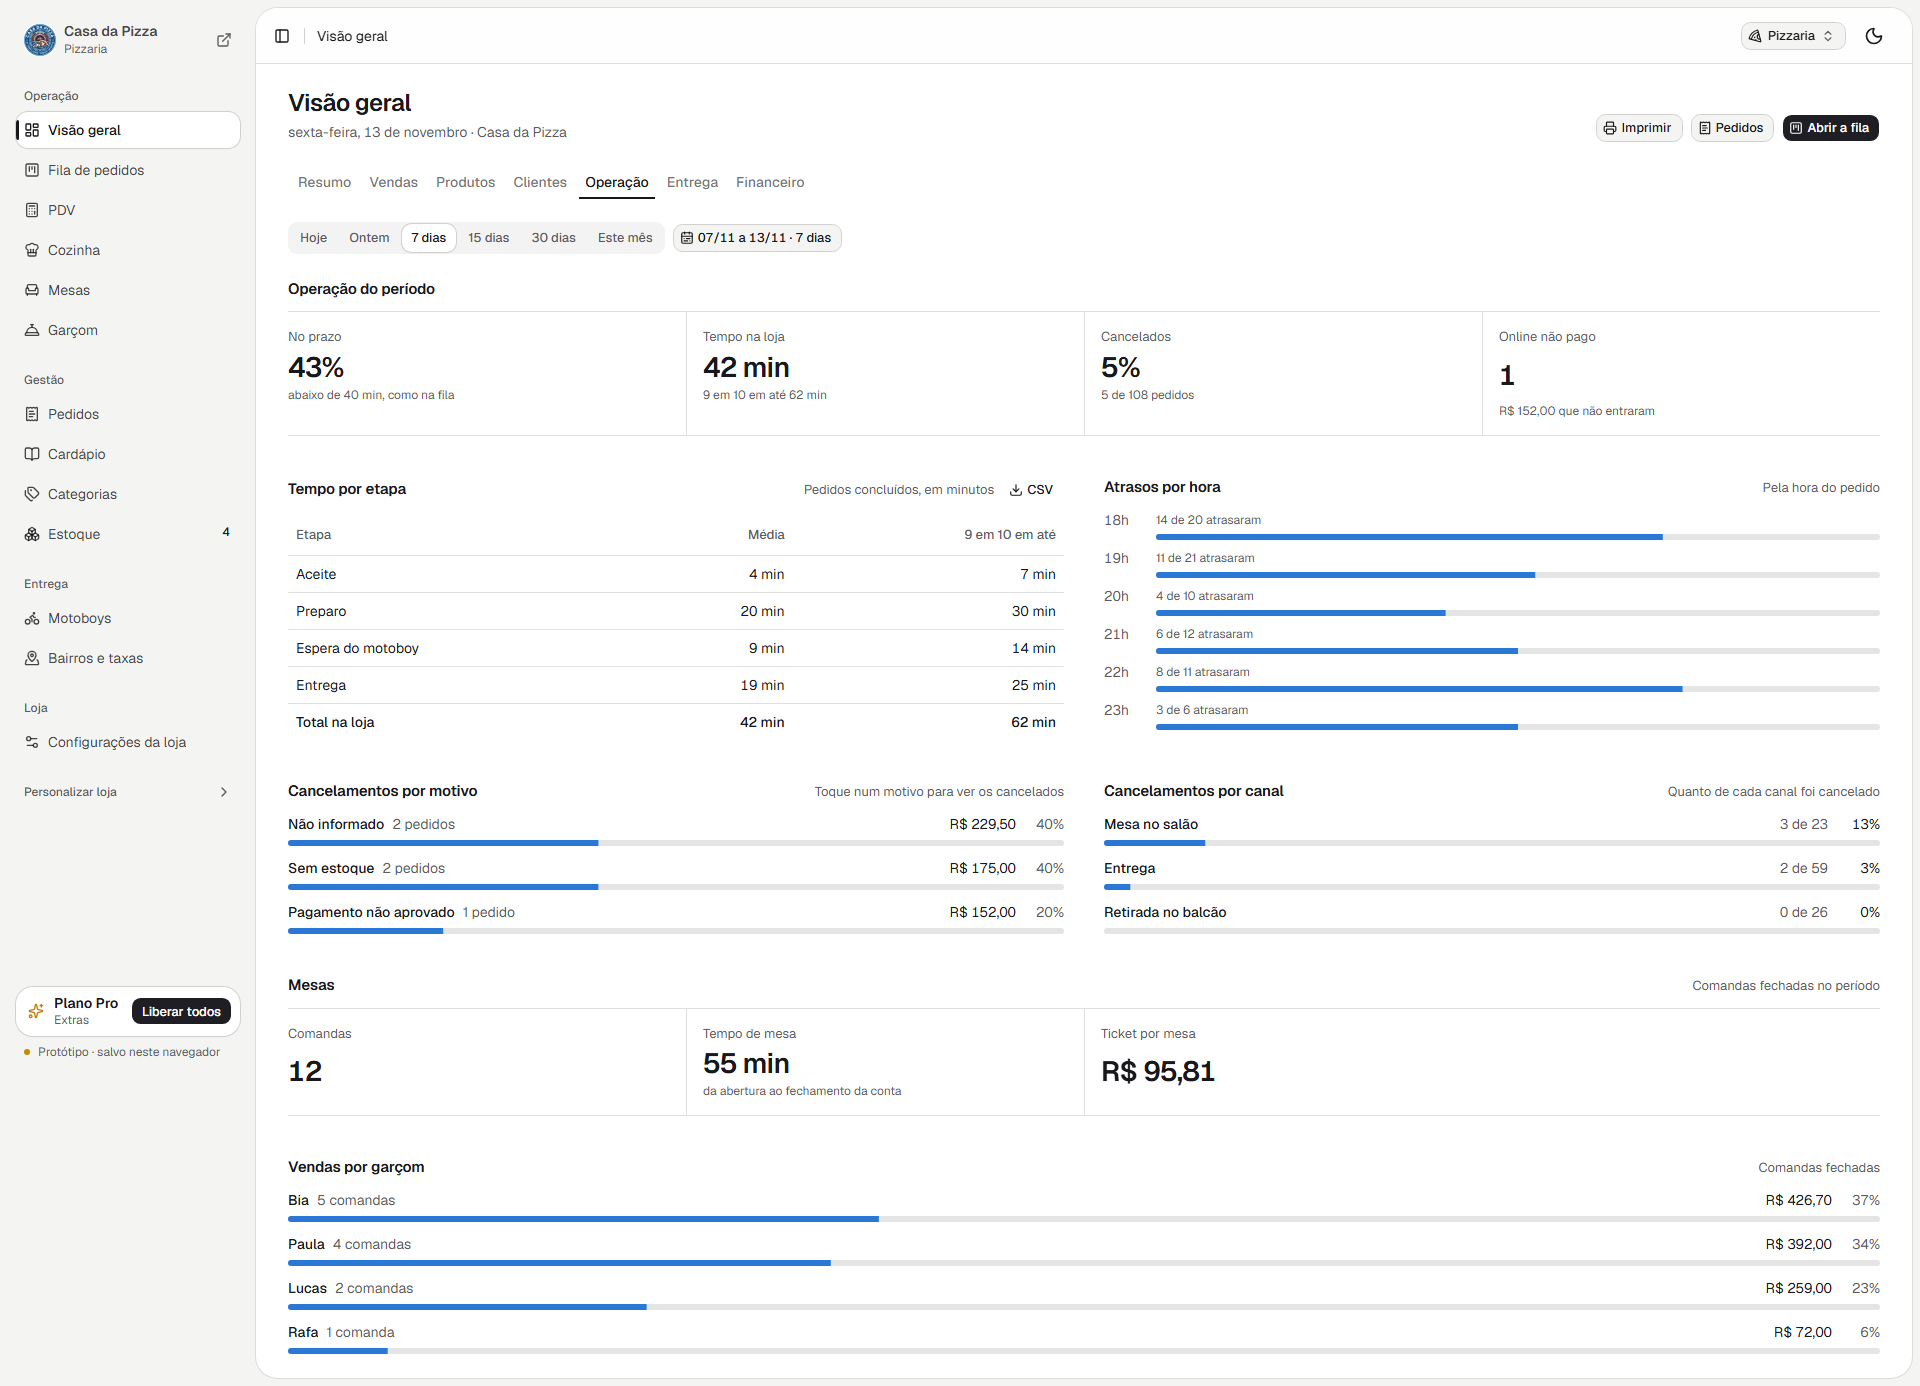 Casa da Pizza
Pizzaria
Operação
Visão geral
Fila de pedidos
PDV
Cozinha
Mesas
Garçom
Gestão
Pedidos
Cardápio
Categorias
Estoque 4
Entrega
Motoboys
Bairros e taxas
Loja
Configurações da loja
Personalizar loja
Plano Pro
Extras
Liberar todos
Protótipo · salvo neste navegador
Visão geral
Pizzaria
Visão geral
sexta-feira, 13 de novembro · Casa da Pizza
Imprimir Pedidos Abrir a fila
Resumo Vendas Produtos Clientes Operação Entrega Financeiro
Hoje Ontem 7 dias 15 dias 30 dias Este mês 07/11 a 13/11 · 7 dias
Operação do período
No prazo
43%
abaixo de 40 min, como na fila
Tempo na loja
42 min
9 em 10 em até 62 min
Cancelados
5%
5 de 108 pedidos
Online não pago
1
R$ 152,00 que não entraram
Tempo por etapa Pedidos concluídos, em minutos CSV
Etapa Média 9 em 10 em até
Aceite 4 min 7 min
Preparo 20 min 30 min
Espera do motoboy 9 min 14 min
Entrega 19 min 25 min
Total na loja 42 min 62 min
Atrasos por hora Pela hora do pedido
18h 14 de 20 atrasaram
19h 11 de 21 atrasaram
20h 4 de 10 atrasaram
21h 6 de 12 atrasaram
22h 8 de 11 atrasaram
23h 3 de 6 atrasaram
Cancelamentos por motivo Toque num motivo para ver os cancelados
Não informado 2 pedidos R$ 229,50 40%
Sem estoque 2 pedidos R$ 175,00 40%
Pagamento não aprovado 1 pedido R$ 152,00 20%
Cancelamentos por canal Quanto de cada canal foi cancelado
Mesa no salão 3 de 23 13%
Entrega 2 de 59 3%
Retirada no balcão 0 de 26 0%
Mesas Comandas fechadas no período
Comandas
12
Tempo de mesa
55 min
da abertura ao fechamento da conta
Ticket por mesa
R$ 95,81
Vendas por garçom Comandas fechadas
Bia 5 comandas R$ 426,70 37%
Paula 4 comandas R$ 392,00 34%
Lucas 2 comandas R$ 259,00 23%
Rafa 1 comanda R$ 72,00 6%